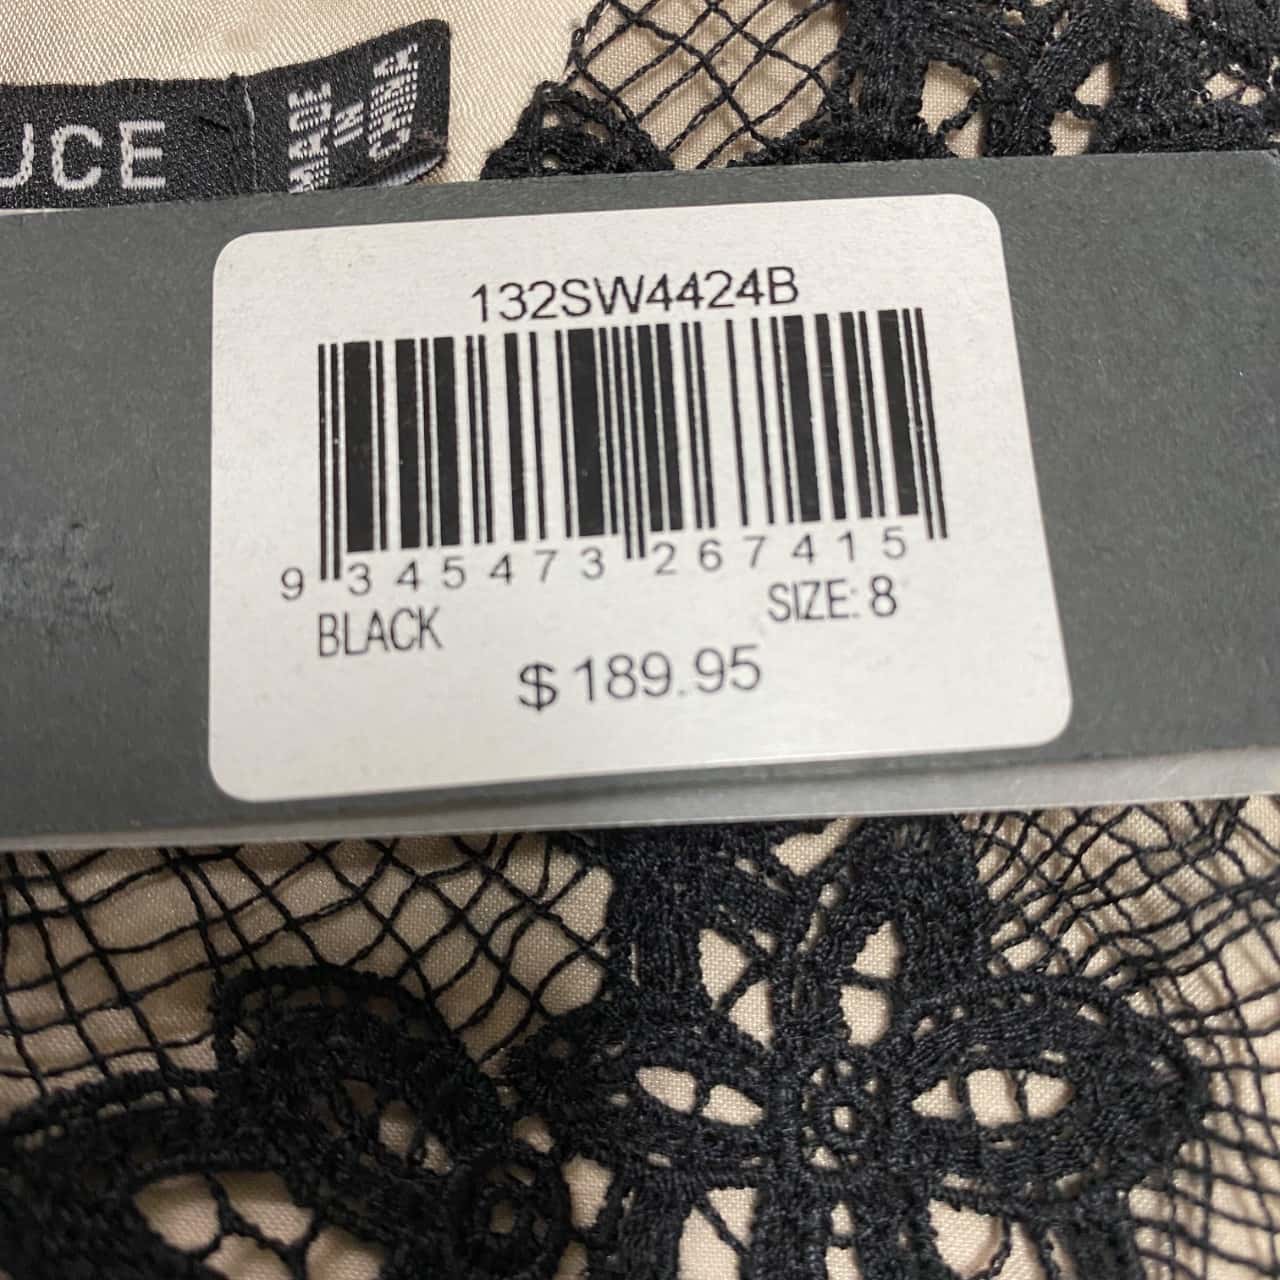 UCE
MADE
IN
CHINA
132SW4424B
9 345473 267415
BLACK SIZE: 8
$189.95